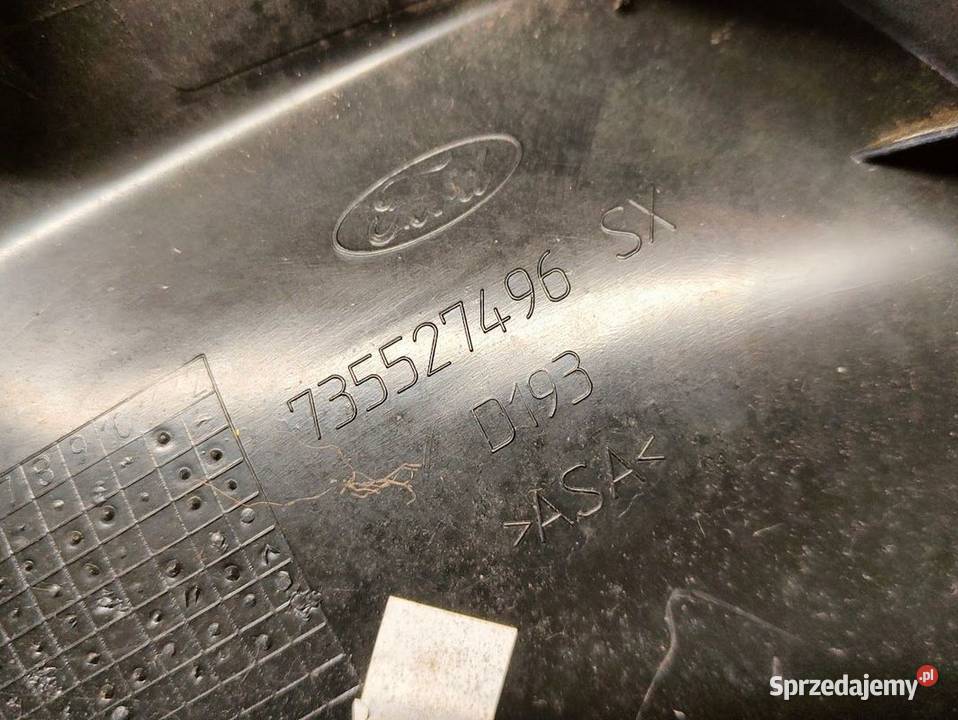 Ford
735527496 SX
D193
>ASA<
Sprzedajemy.pl